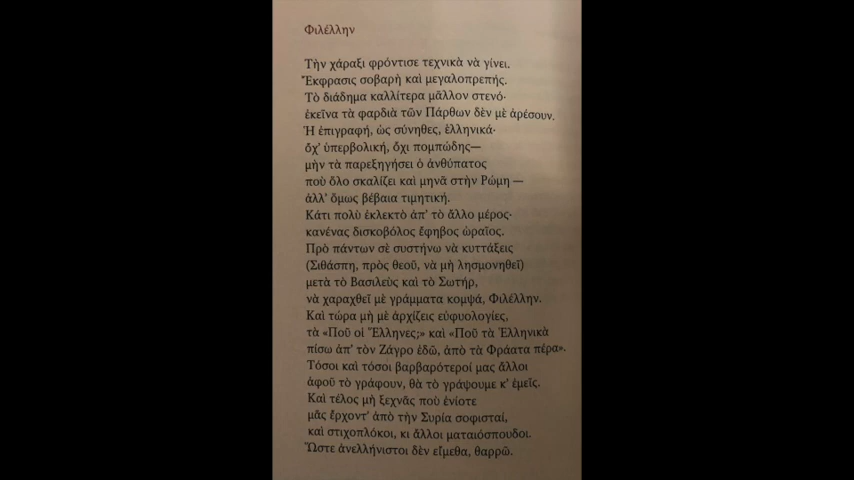 Φιλέλλην
Τὴν χάραξι φρόντισε τεχνικὰ νὰ γίνει.
Ἔκφρασις σοβαρὴ καὶ μεγαλοπρεπής.
Τὸ διάδημα καλλίτερα μᾶλλον στενό·
ἐκεῖνα τὰ φαρδιὰ τῶν Πάρθων δὲν μὲ ἀρέσουν.
Ἡ ἐπιγραφή, ὡς σύνηθες, ἑλληνικά·
ὄχ’ ὑπερβολική, ὄχι πομπώδης—
μὴν τὰ παρεξηγήσει ὁ ἀνθύπατος
ποὺ ὅλο σκαλίζει καὶ μηνᾶ στὴν Ρώμη —
ἀλλ’ ὅμως βέβαια τιμητική.
Κάτι πολὺ ἐκλεκτὸ ἀπ’ τὸ ἄλλο μέρος·
κανένας δισκοβόλος ἔφηβος ὡραῖος.
Πρὸ πάντων σὲ συστήνω νὰ κυττάξεις
(Σιθάσπη, πρὸς θεοῦ, νὰ μὴ λησμονηθεῖ)
μετὰ τὸ Βασιλεὺς καὶ τὸ Σωτήρ,
νὰ χαραχθεῖ μὲ γράμματα κομψά, Φιλέλλην.
Καὶ τώρα μὴ μὲ ἀρχίζεις εὐφυολογίες,
τὰ «Ποῦ οἱ Ἕλληνες;» καὶ «Ποῦ τὰ Ἑλληνικὰ
πίσω ἀπ’ τὸν Ζάγρο ἐδῶ, ἀπὸ τὰ Φράατα πέρα».
Τόσοι καὶ τόσοι βαρβαρότεροί μας ἄλλοι
ἀφοῦ τὸ γράφουν, θὰ τὸ γράψουμε κ’ ἐμεῖς.
Καὶ τέλος μὴ ξεχνᾶς ποὺ ἐνίοτε
μᾶς ἔρχοντ’ ἀπὸ τὴν Συρία σοφισταί,
καὶ στιχοπλόκοι, κι ἄλλοι ματαιόσπουδοι.
Ὥστε ἀνελλήνιστοι δὲν εἴμεθα, θαρρῶ.